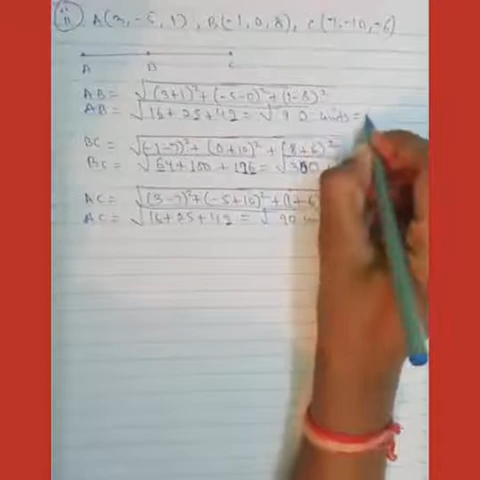 ii) A(3, -5, 1), B(-1, 0, 8), C(7, -10, -6)
A B C
AB = √(3+1)² + (-5-0)² + (1-8)²
AB = √16 + 25 + 49 = √90 units =
BC = √(-1-7)² + (0+10)² + (8+6)²
BC = √64 + 100 + 196 = √360
AC = √(3-7)² + (-5+10)² + (1+6)
AC = √16 + 25 + 49 = √90